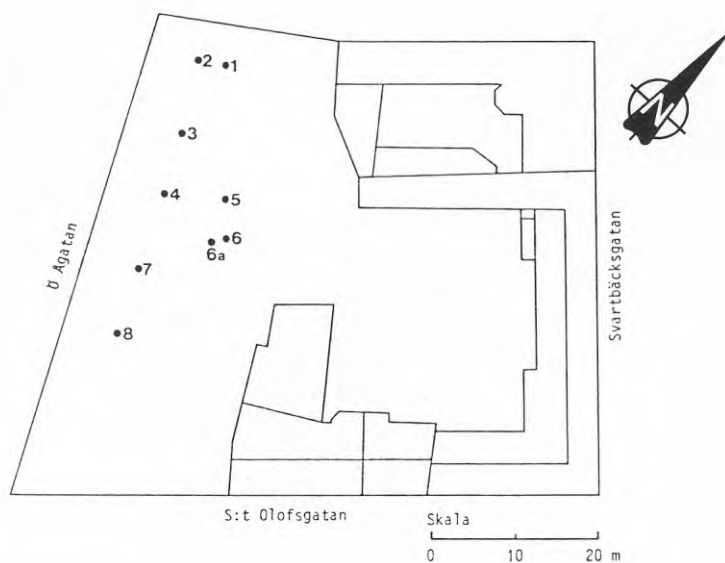 2
1
3
4
5
6
6a
7
8
Ö Ågatan
Svartbäcksgatan
N
S:t Olofsgatan
Skala
0 10 20 m